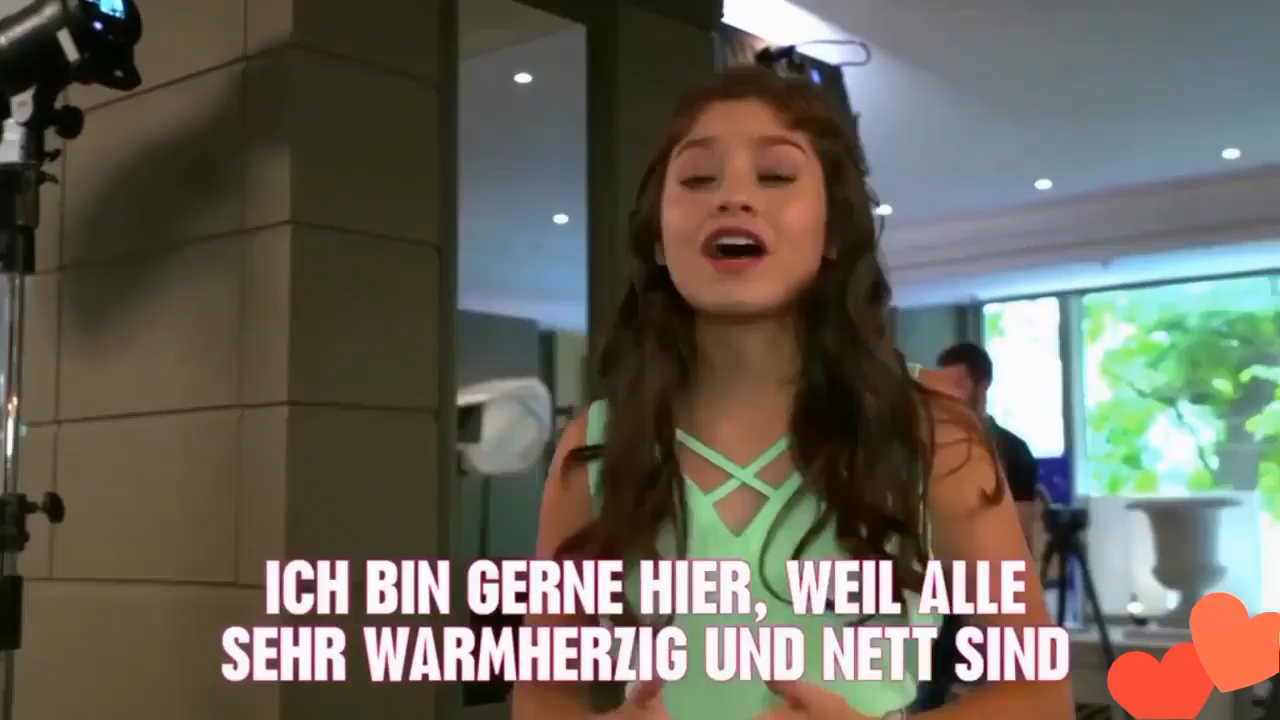 ICH BIN GERNE HIER, WEIL ALLE
SEHR WARMHERZIG UND NETT SIND